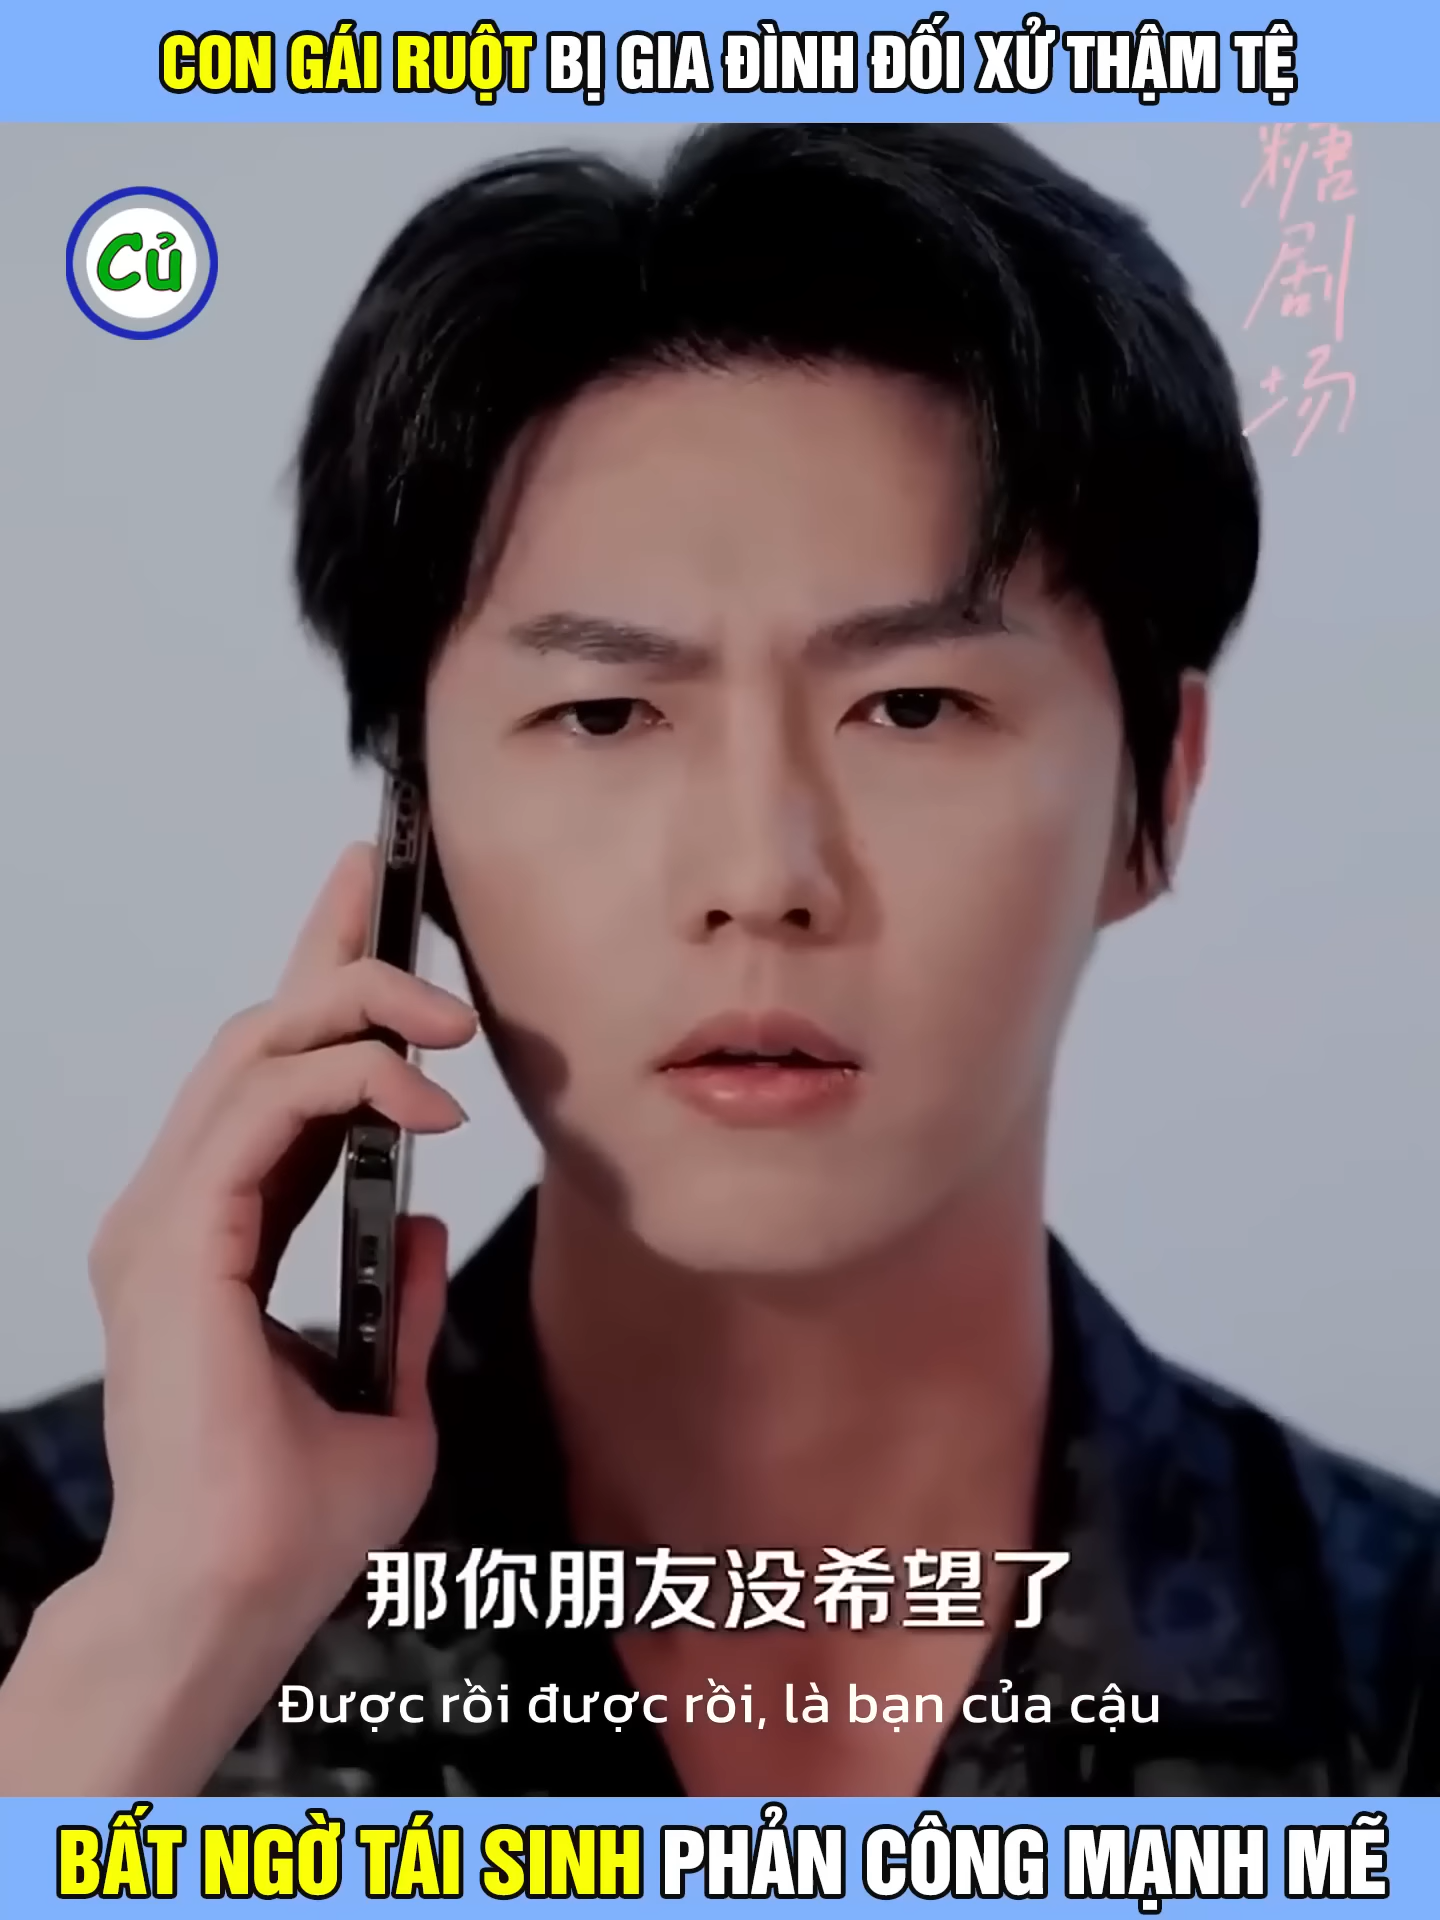 CON GÁI RUỘT BỊ GIA ĐÌNH ĐỐI XỬ THẬM TỆ
糖剧场
Củ
那你朋友没希望了
Được rồi được rồi, là bạn của cậu
BẤT NGỜ TÁI SINH PHẢN CÔNG MẠNH MẼ